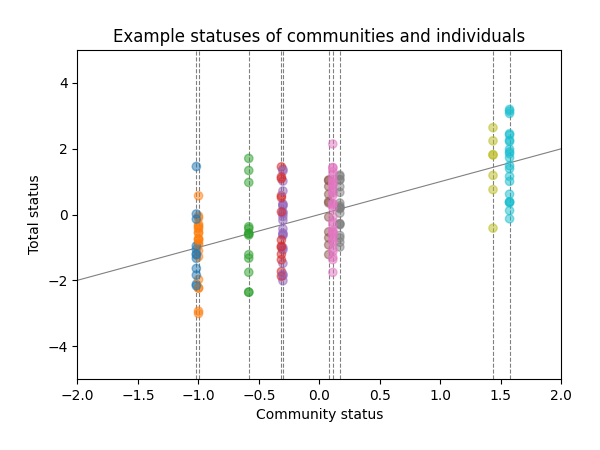 Example statuses of communities and individuals
Total status
4
2
0
−2
−4
−2.0 −1.5 −1.0 −0.5 0.0 0.5 1.0 1.5 2.0
Community status